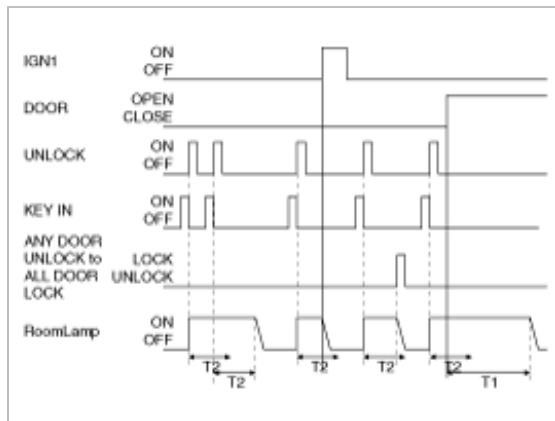 IGN1 ON
OFF
DOOR OPEN
CLOSE
UNLOCK ON
OFF
KEY IN ON
OFF
ANY DOOR
UNLOCK to LOCK
ALL DOOR UNLOCK
LOCK
RoomLamp ON
OFF
T2 T2 T2 T2
T2 T1